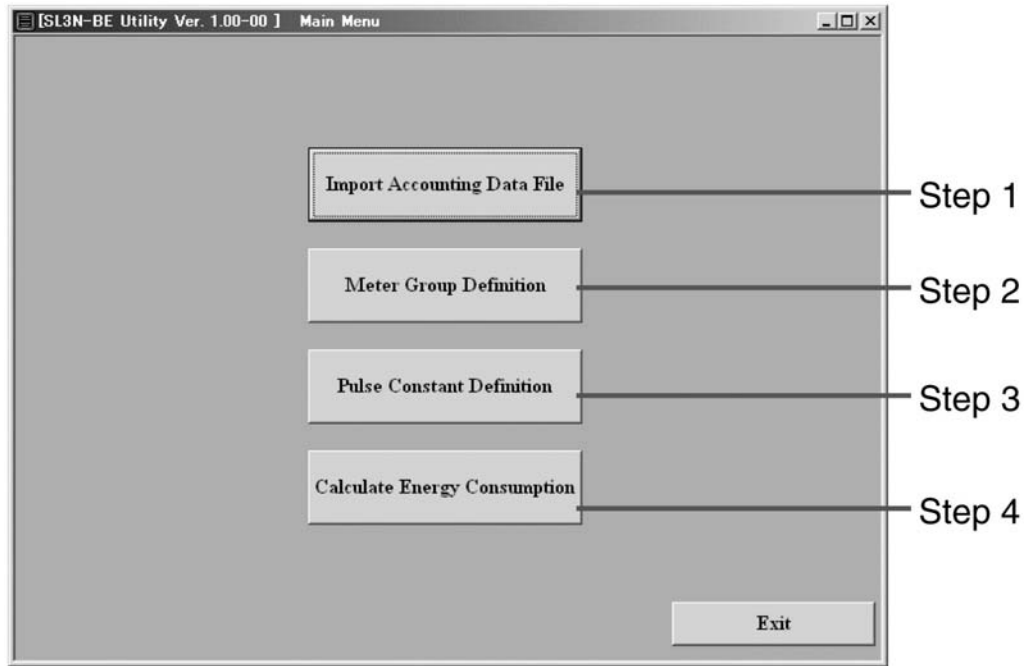 [SL3N-BE Utility Ver. 1.00-00 ] Main Menu
Import Accounting Data File
Step 1
Meter Group Definition
Step 2
Pulse Constant Definition
Step 3
Calculate Energy Consumption
Step 4
Exit